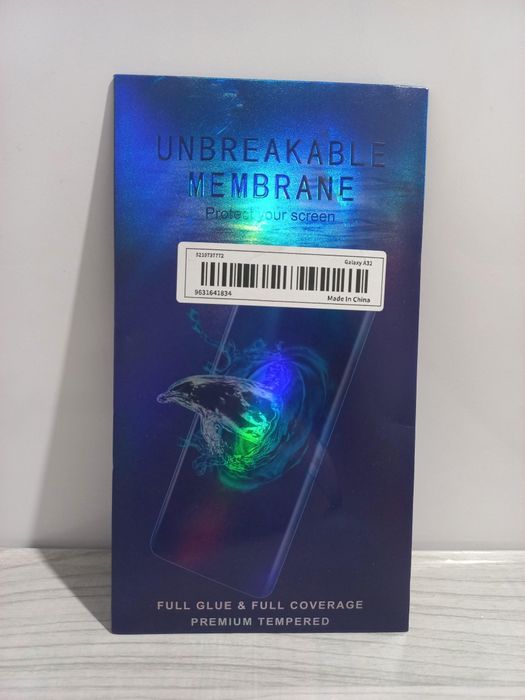 UNBREAKABLE
MEMBRANE
Protect your screen
5210737772 Galaxy A32
9631641834 Made In China
FULL GLUE & FULL COVERAGE
PREMIUM TEMPERED